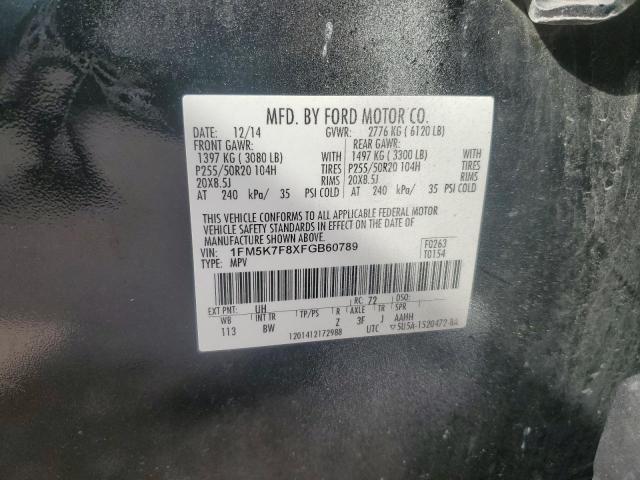 MFD. BY FORD MOTOR CO.
DATE: 12/14 GVWR: 2776 KG ( 6120 LB)
FRONT GAWR: REAR GAWR:
1397 KG ( 3080 LB) WITH 1497 KG ( 3300 LB) WITH
P255/50R20 104H TIRES P255/50R20 104H TIRES
20X8.5J RIMS 20X8.5J RIMS
AT 240 kPa/ 35 PSI COLD AT 240 kPa/ 35 PSI COLD
THIS VEHICLE CONFORMS TO ALL APPLICABLE FEDERAL MOTOR
VEHICLE SAFETY STANDARDS IN EFFECT ON THE DATE OF
MANUFACTURE SHOWN ABOVE.
VIN: 1FM5K7F8XFGB60789 F0263
TYPE: MPV T0154
EXT PNT: UH RC: 72 DSO:
WB INT TR TP/PS R AXLE TR SPR
113 BW Z 3F J AAHH
1201412172988 UTC ▽5U5A-1520472-BA